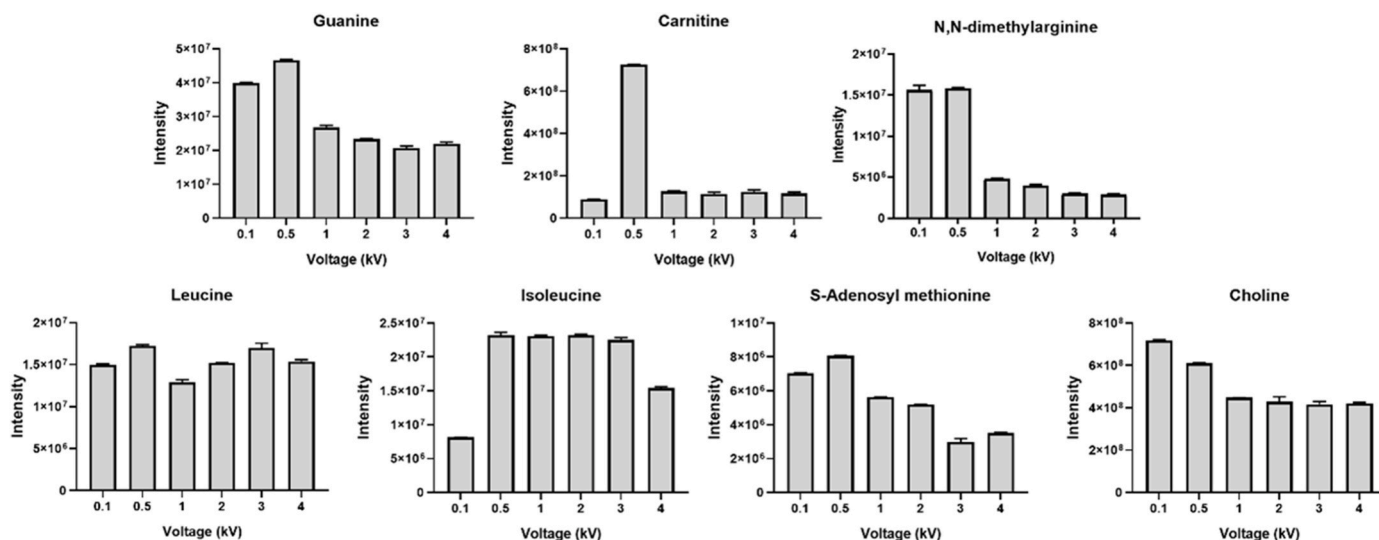 Guanine
Intensity
5×10⁷
4×10⁷
3×10⁷
2×10⁷
1×10⁷
0
0.1 0.5 1 2 3 4
Voltage (kV)
Carnitine
Intensity
8×10⁸
6×10⁸
4×10⁸
2×10⁸
0
0.1 0.5 1 2 3 4
Voltage (kV)
N,N-dimethylarginine
Intensity
2×10⁷
1.5×10⁷
1×10⁷
5×10⁶
0
0.1 0.5 1 2 3 4
Voltage (kV)
Leucine
Intensity
2×10⁷
1.5×10⁷
1×10⁷
5×10⁶
0
0.1 0.5 1 2 3 4
Voltage (kV)
Isoleucine
Intensity
2.5×10⁷
2×10⁷
1.5×10⁷
1×10⁷
5×10⁶
0
0.1 0.5 1 2 3 4
Voltage (kV)
S-Adenosyl methionine
Intensity
1×10⁷
8×10⁶
6×10⁶
4×10⁶
2×10⁶
0
0.1 0.5 1 2 3 4
Voltage (kV)
Choline
Intensity
8×10⁸
6×10⁸
4×10⁸
2×10⁸
0
0.1 0.5 1 2 3 4
Voltage (kV)